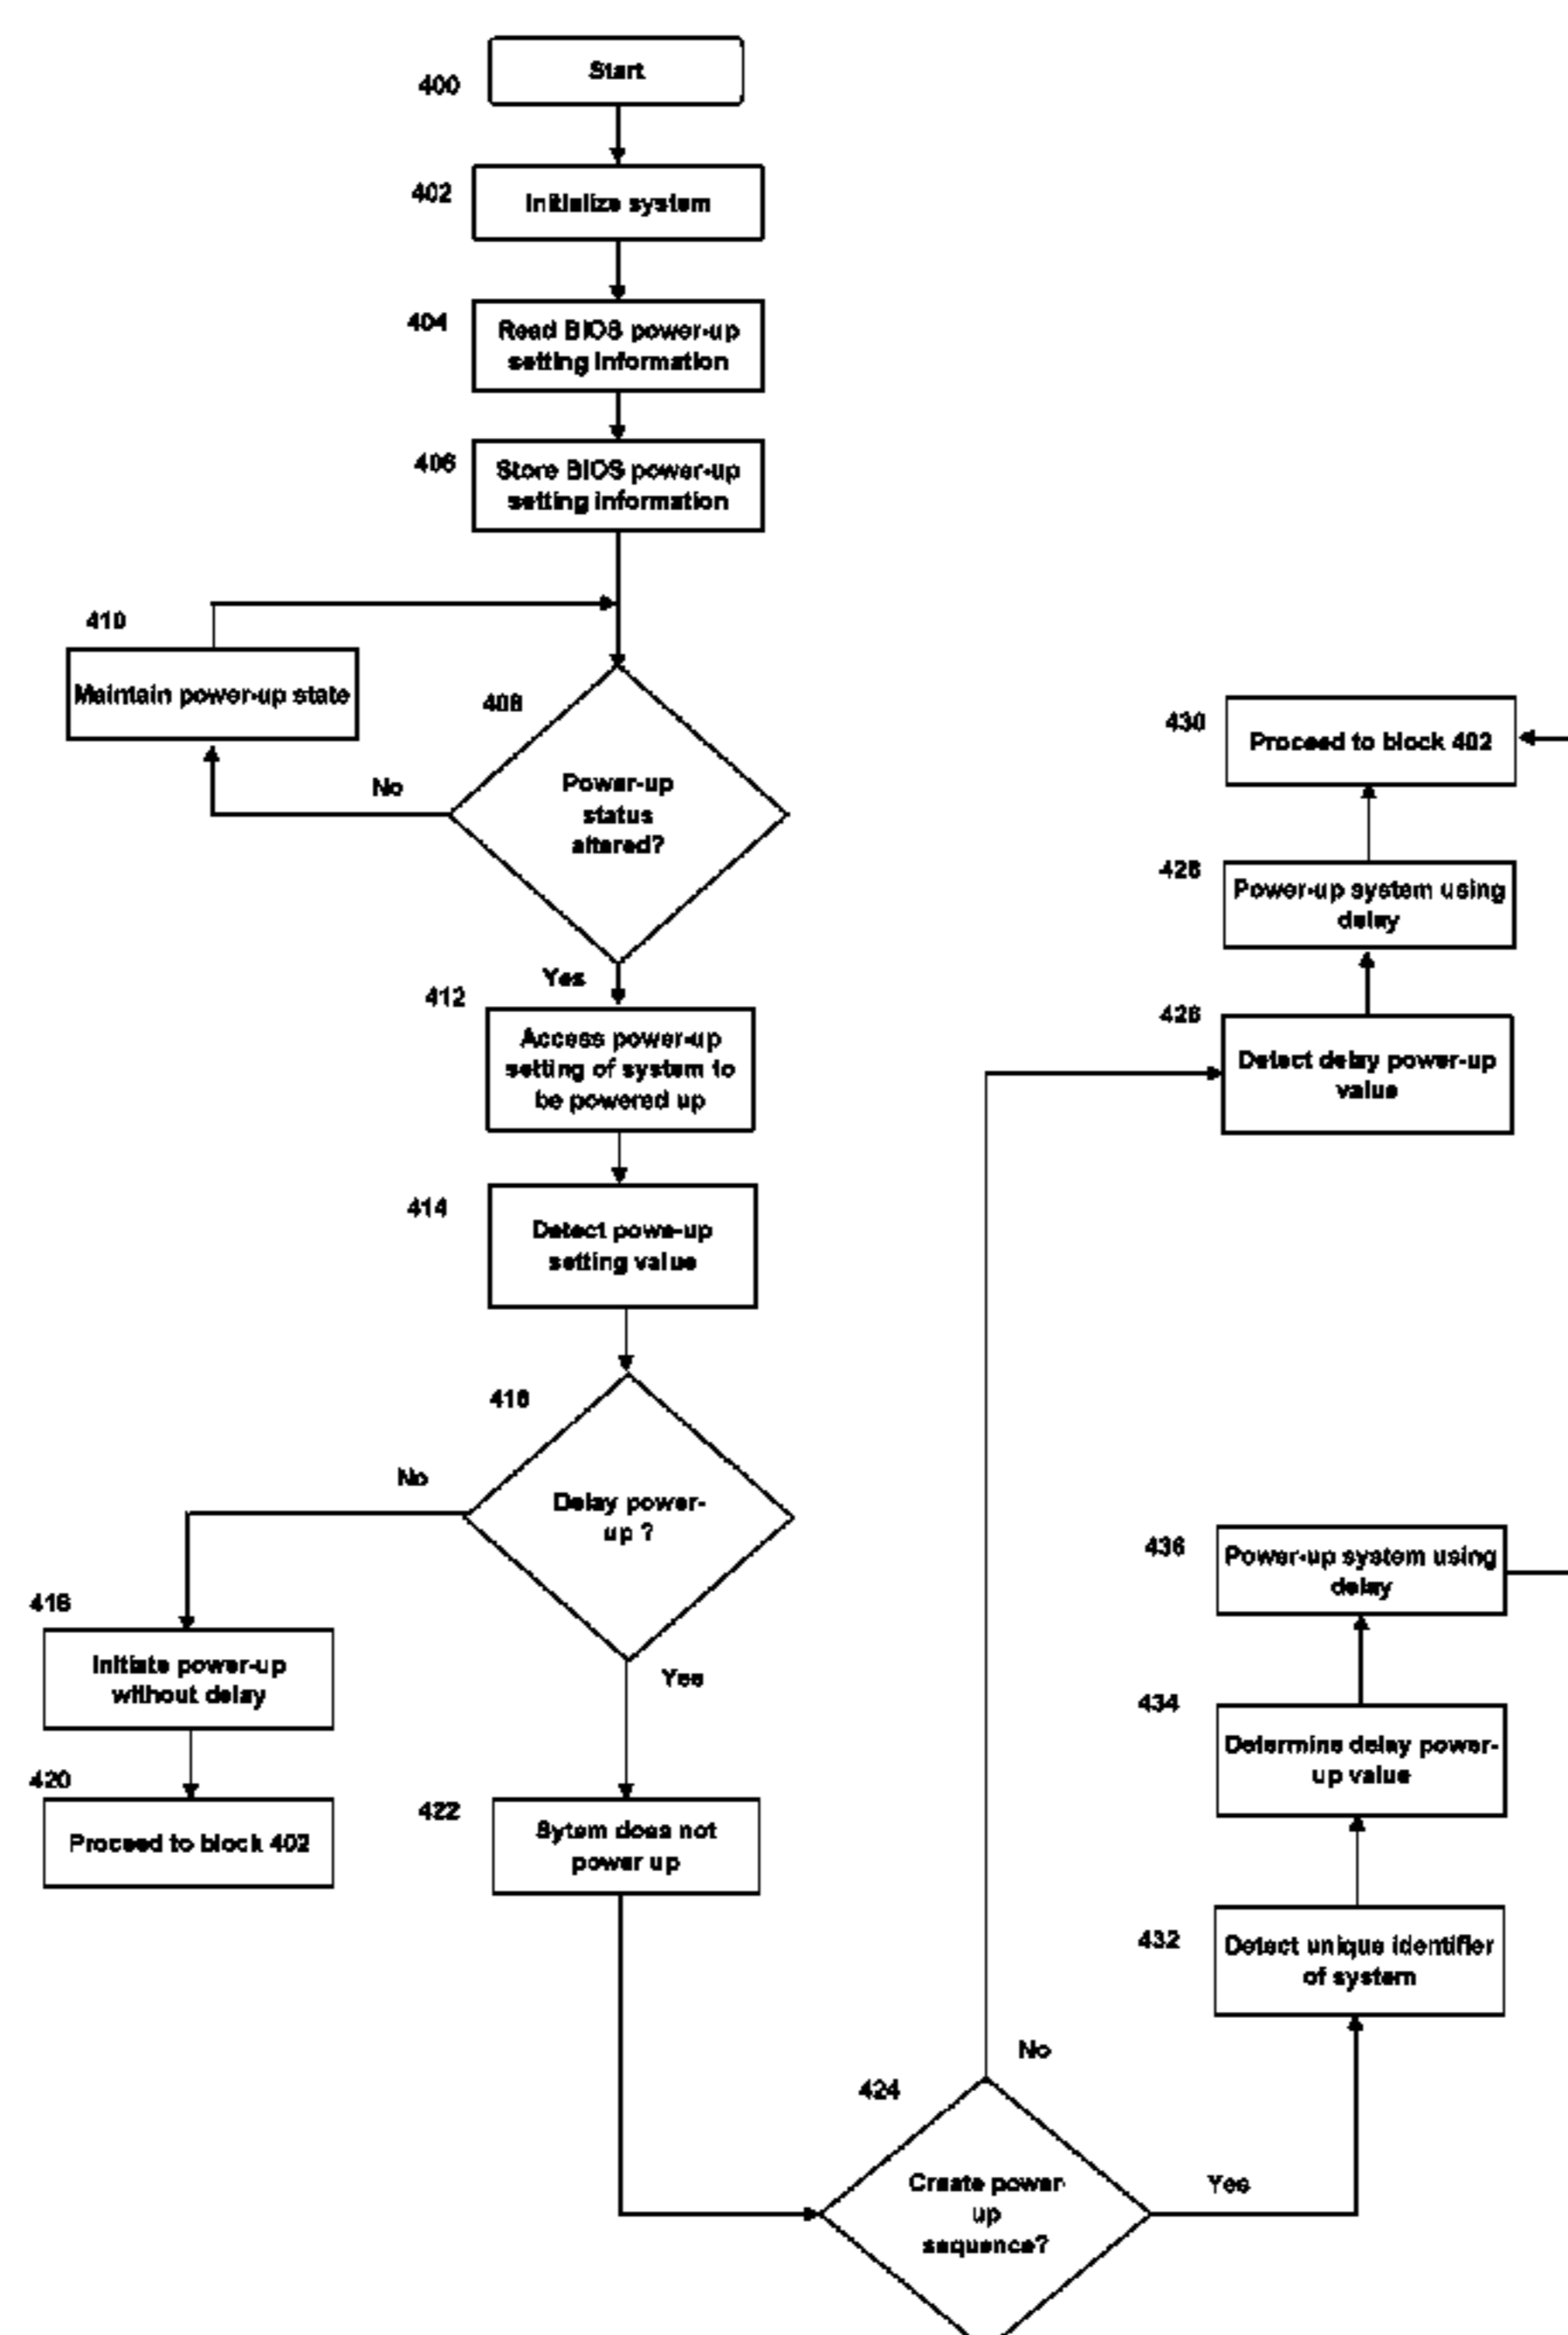 400
Start
402
Initialize system
404
Read BIOS power-up
setting information
406
Store BIOS power-up
setting information
410
Maintain power-up state
408
Power-up
status
altered?
No
Yes
412
Access power-up
setting of system to
be powered up
414
Detect powe-up
setting value
416
Delay power-
up ?
No
Yes
418
Initiate power-up
without delay
420
Proceed to block 402
422
Sytem does not
power up
424
Create power
up
sequence?
No
Yes
430
Proceed to block 402
428
Power-up system using
delay
426
Detect delay power-up
value
436
Power-up system using
delay
434
Determine delay power-
up value
432
Detect unique identifier
of system